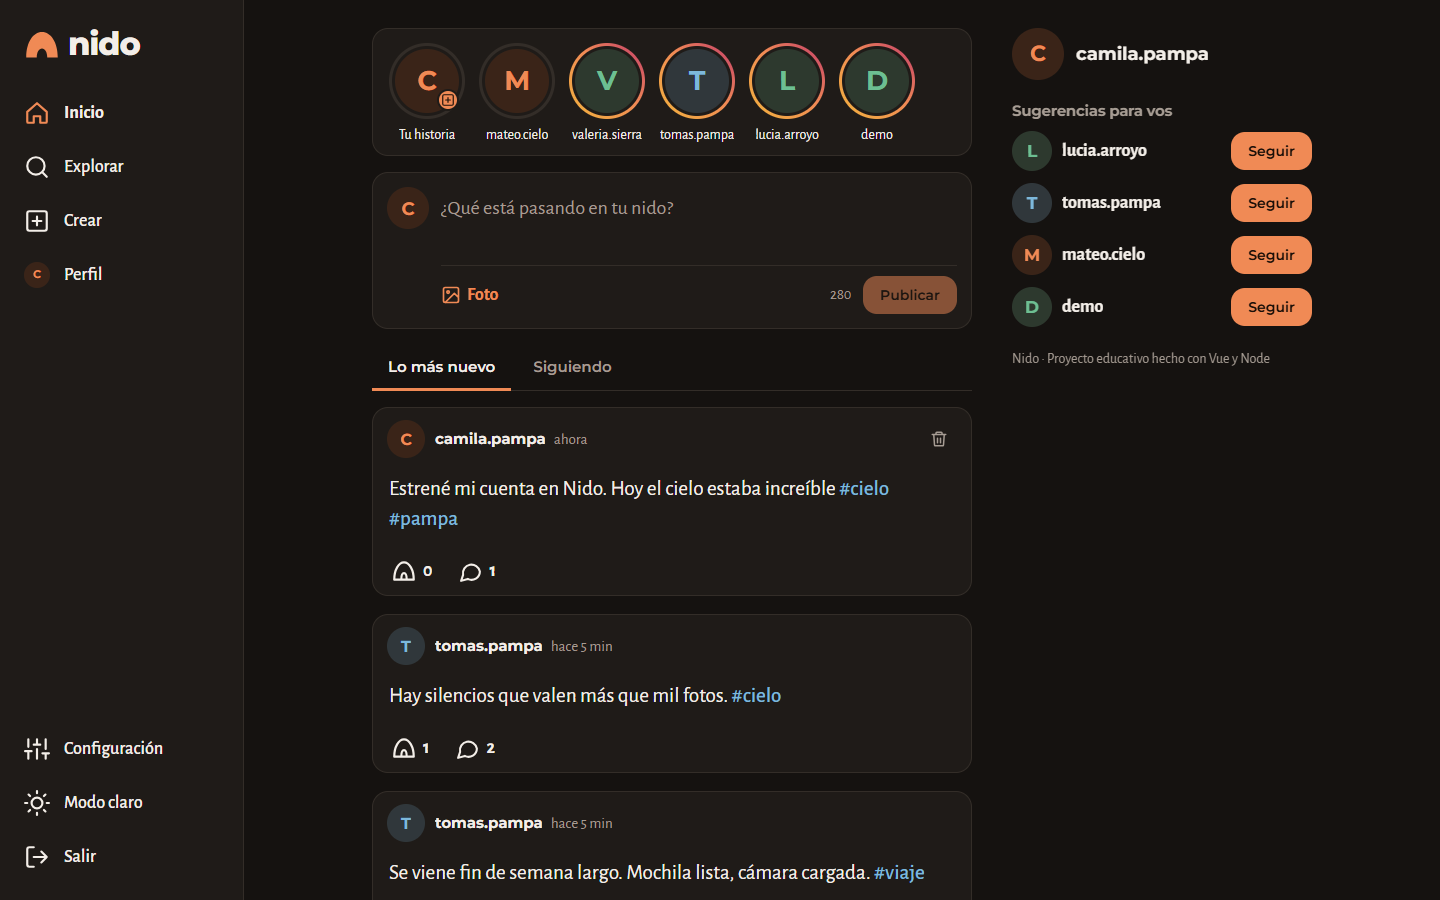 nido
Inicio
Explorar
Crear
C
Perfil
Configuración
Modo claro
Salir
C
Tu historia
M
mateo.cielo
V
valeria.sierra
T
tomas.pampa
L
lucia.arroyo
D
demo
C
¿Qué está pasando en tu nido?
Foto
280
Publicar
Lo más nuevo
Siguiendo
C
camila.pampa ahora
Estrené mi cuenta en Nido. Hoy el cielo estaba increíble #cielo
#pampa
0
1
T
tomas.pampa hace 5 min
Hay silencios que valen más que mil fotos. #cielo
1
2
T
tomas.pampa hace 5 min
Se viene fin de semana largo. Mochila lista, cámara cargada. #viaje
C
camila.pampa
Sugerencias para vos
L
lucia.arroyo
Seguir
T
tomas.pampa
Seguir
M
mateo.cielo
Seguir
D
demo
Seguir
Nido · Proyecto educativo hecho con Vue y Node